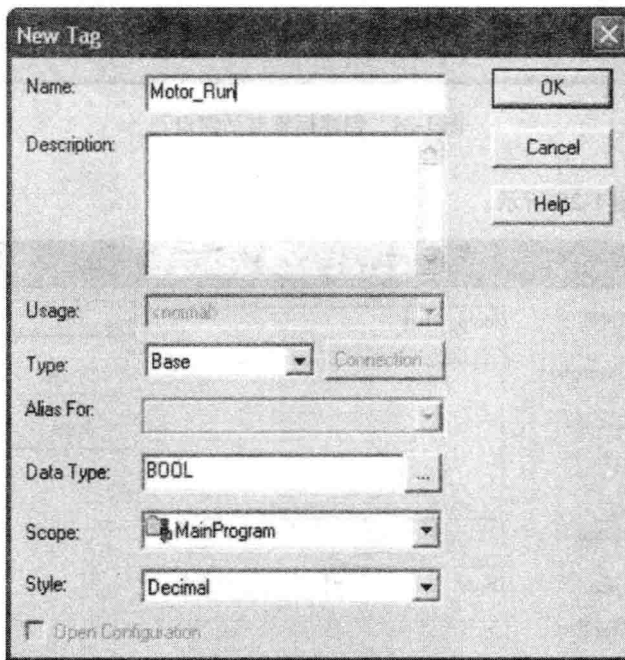 New Tag
Name: Motor_Run OK
Description: Cancel
Help
Usage: <normal>
Type: Base Connection...
Alias For:
Data Type: BOOL ...
Scope: MainProgram
Style: Decimal
Open Configuration